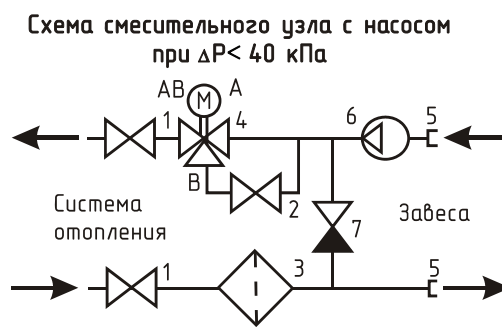 Схема смесительного узла с насосом
при ΔP< 40 кПа
АВ
М
А
1
4
6
5
В
2
Система
отопления
7
Завеса
1
3
5